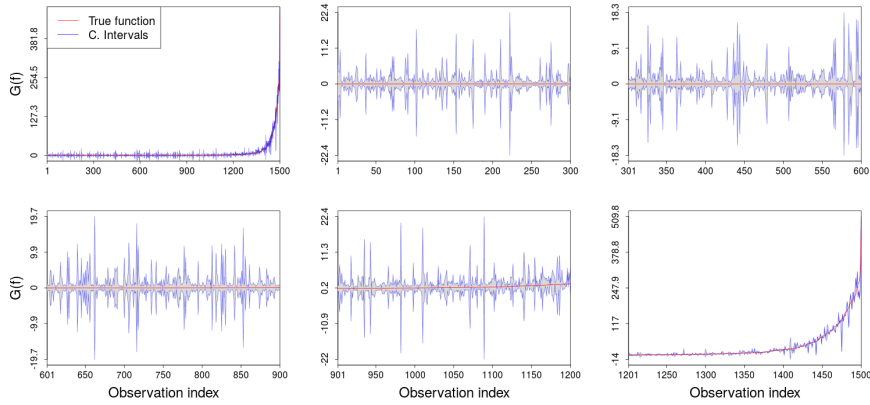 True function
C. Intervals
G(f)
381.8
254.5
127.3
0
1 300 600 900 1200 1500
22.4
11.2
0
-11.2
-22.4
1 50 100 150 200 250 300
18.3
9.1
0
-9.1
-18.3
301 350 400 450 500 550 600
G(f)
19.7
9.9
0
-9.9
-19.7
601 650 700 750 800 850 900
Observation index
22.4
11.3
0.2
-10.9
-22
901 950 1000 1050 1100 1200
Observation index
509.8
378.8
247.9
117
-14
1201 1250 1300 1350 1400 1450 1500
Observation index